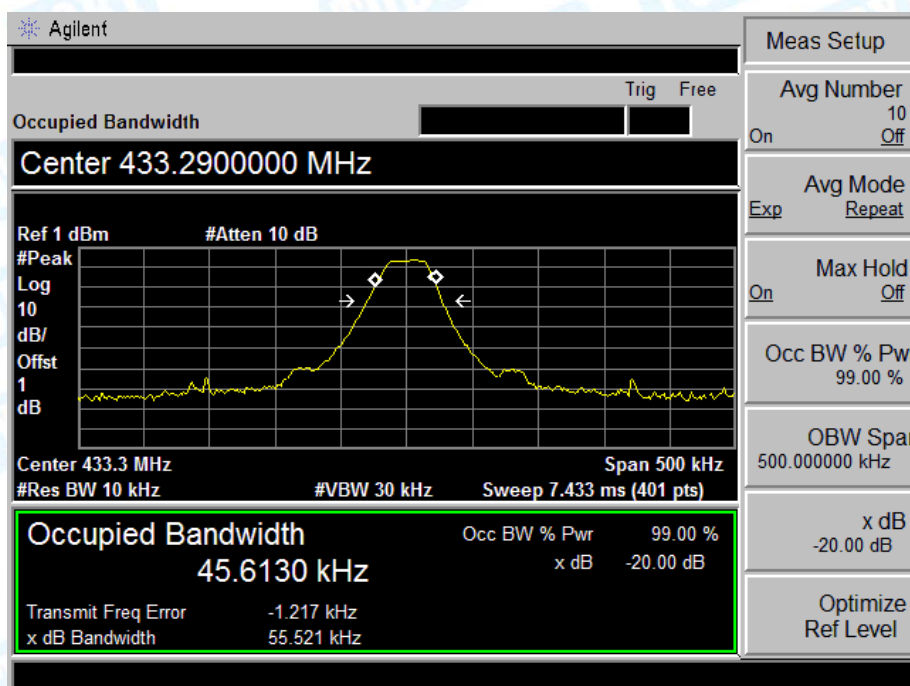 Agilent
Trig Free
Occupied Bandwidth
Center 433.2900000 MHz
Ref 1 dBm #Atten 10 dB
#Peak
Log
10
dB/
Offst
1
dB
Center 433.3 MHz Span 500 kHz
#Res BW 10 kHz #VBW 30 kHz Sweep 7.433 ms (401 pts)
Occupied Bandwidth
45.6130 kHz
Occ BW % Pwr 99.00 %
x dB -20.00 dB
Transmit Freq Error -1.217 kHz
x dB Bandwidth 55.521 kHz
Meas Setup
Avg Number
10
On Off
Avg Mode
Exp Repeat
Max Hold
On Off
Occ BW % Pw
99.00 %
OBW Spa
500.000000 kHz
x dB
-20.00 dB
Optimize
Ref Level